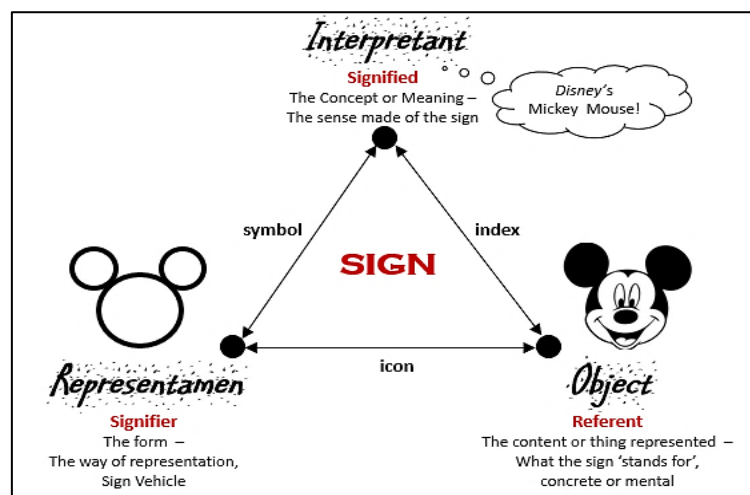 Interpretant
Signified
The Concept or Meaning –
The sense made of the sign
Disney's
Mickey Mouse!
symbol
index
SIGN
icon
Representamen
Object
Signifier
The form –
The way of representation,
Sign Vehicle
Referent
The content or thing represented –
What the sign ‘stands for’,
concrete or mental